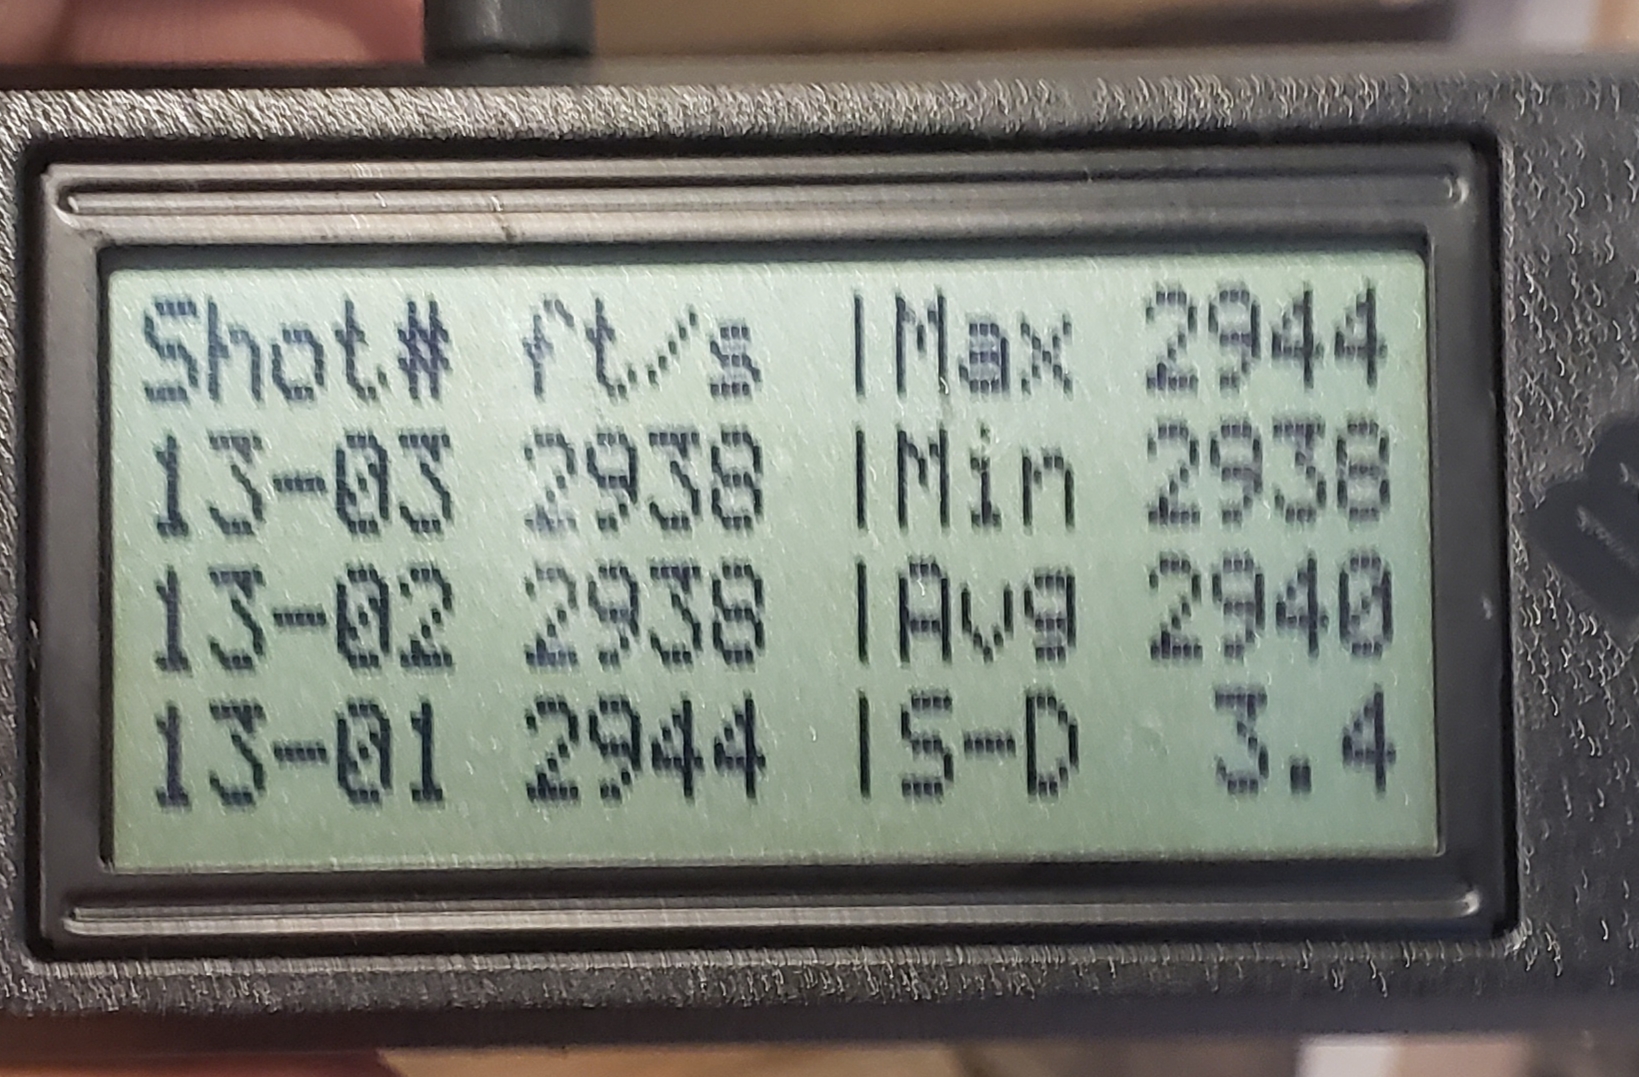 Shot# ft/s |Max 2944
13-03 2938 |Min 2938
13-02 2938 |Avg 2940
13-01 2944 |S-D 3.4